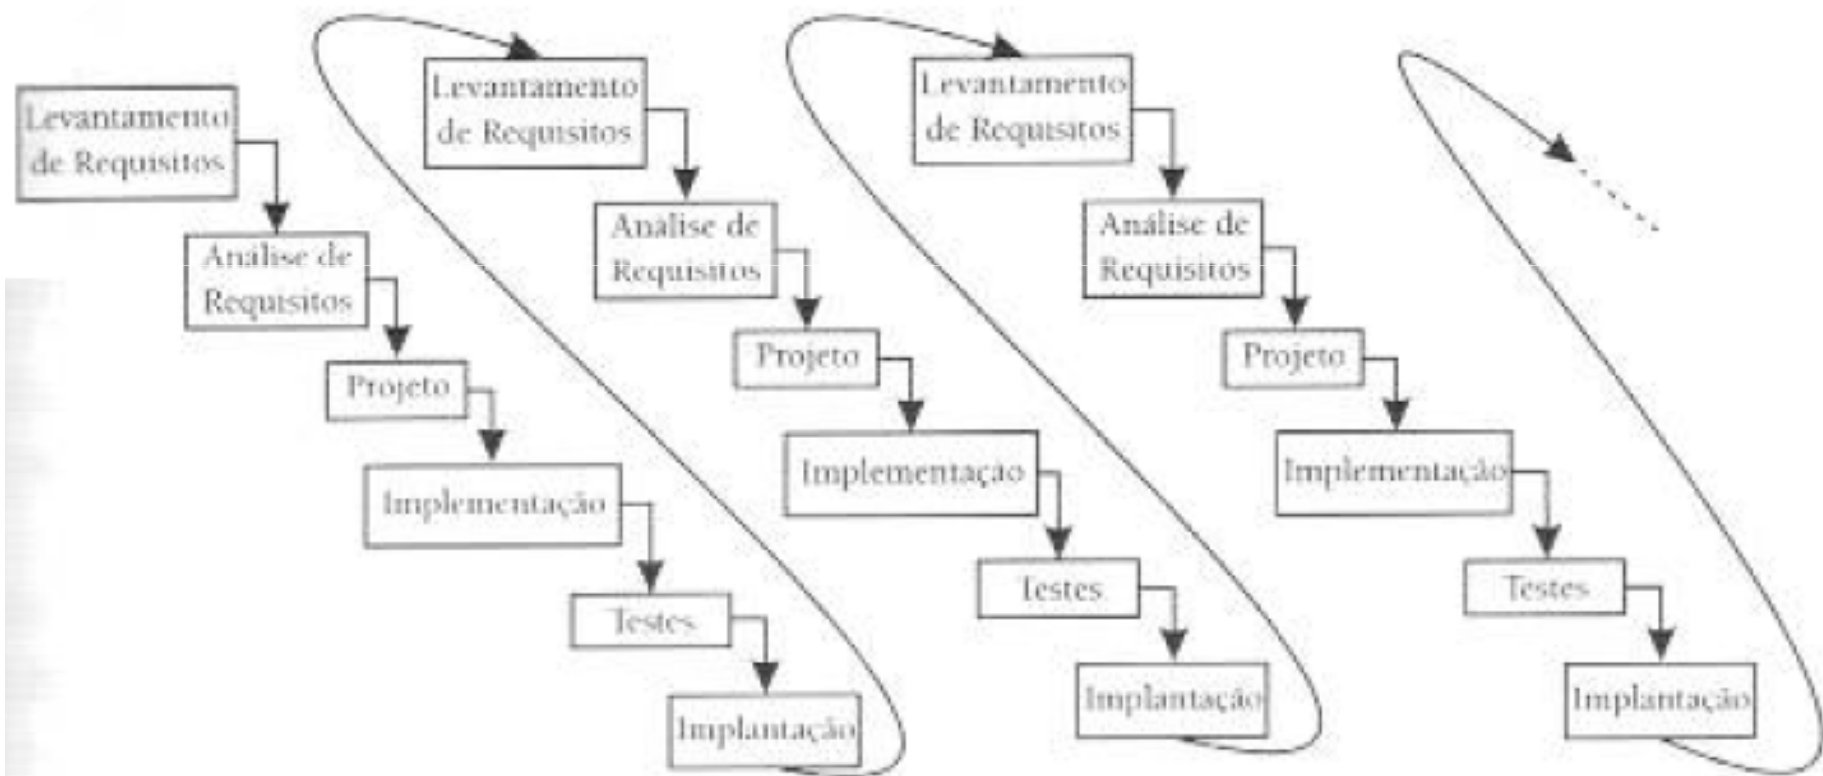 Levantamento
de Requisitos
Análise de
Requisitos
Projeto
Implementação
Testes
Implantação
Levantamento
de Requisitos
Análise de
Requisitos
Projeto
Implementação
Testes
Implantação
Levantamento
de Requisitos
Análise de
Requisitos
Projeto
Implementação
Testes
Implantação